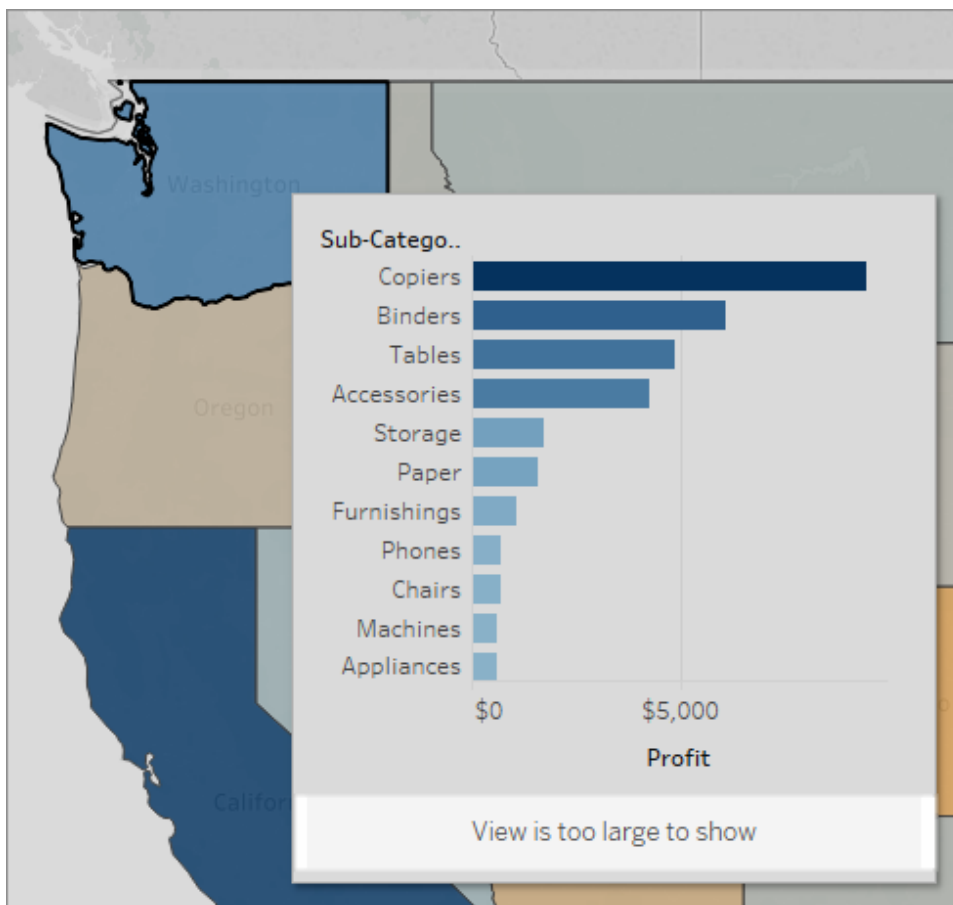 Washington
Oregon
Califor
Sub-Catego..
Copiers
Binders
Tables
Accessories
Storage
Paper
Furnishings
Phones
Chairs
Machines
Appliances
$0
$5,000
Profit
View is too large to show